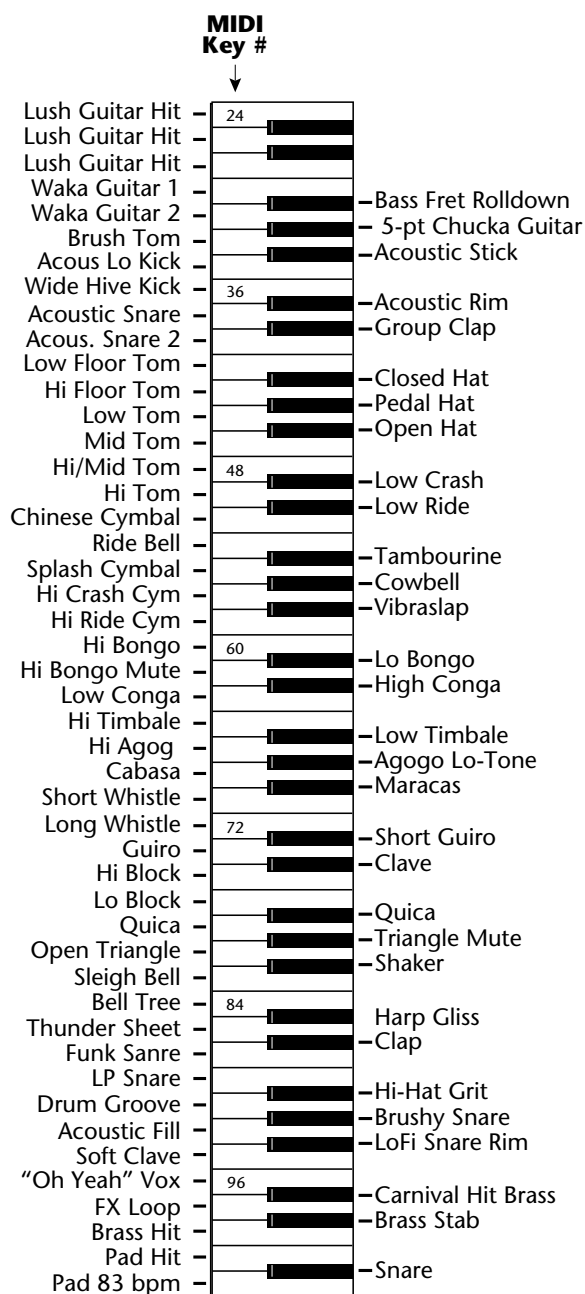 MIDI
Key #
Lush Guitar Hit
24
Lush Guitar Hit
Lush Guitar Hit
Waka Guitar 1
Bass Fret Rolldown
Waka Guitar 2
5-pt Chucka Guitar
Brush Tom
Acoustic Stick
Acous Lo Kick
Wide Hive Kick
36
Acoustic Rim
Acoustic Snare
Group Clap
Acous. Snare 2
Low Floor Tom
Closed Hat
Hi Floor Tom
Pedal Hat
Low Tom
Open Hat
Mid Tom
Hi/Mid Tom
48
Low Crash
Hi Tom
Low Ride
Chinese Cymbal
Ride Bell
Tambourine
Splash Cymbal
Cowbell
Hi Crash Cym
Vibraslap
Hi Ride Cym
Hi Bongo
60
Lo Bongo
Hi Bongo Mute
High Conga
Low Conga
Hi Timbale
Low Timbale
Hi Agog
Agogo Lo-Tone
Cabasa
Maracas
Short Whistle
Long Whistle
72
Short Guiro
Guiro
Clave
Hi Block
Lo Block
Quica
Quica
Triangle Mute
Open Triangle
Shaker
Sleigh Bell
Bell Tree
84
Harp Gliss
Thunder Sheet
Clap
Funk Sanre
LP Snare
Hi-Hat Grit
Drum Groove
Brushy Snare
Acoustic Fill
LoFi Snare Rim
Soft Clave
“Oh Yeah” Vox
96
Carnival Hit Brass
FX Loop
Brass Stab
Brass Hit
Pad Hit
Snare
Pad 83 bpm